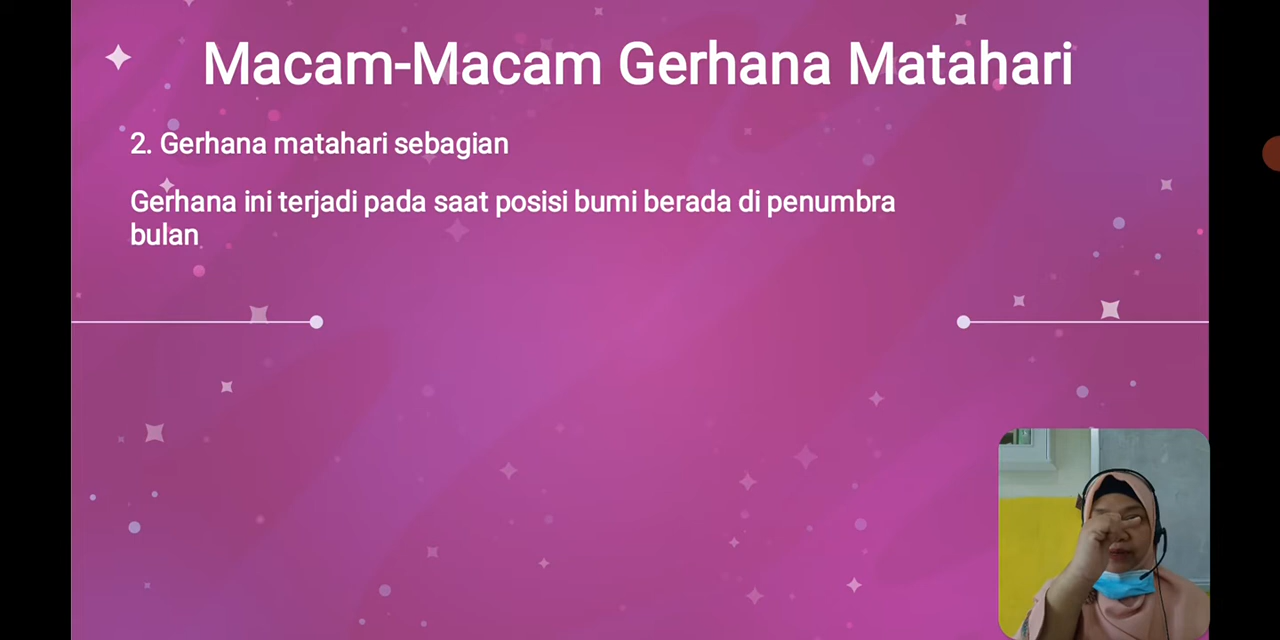 Macam-Macam Gerhana Matahari
2. Gerhana matahari sebagian
Gerhana ini terjadi pada saat posisi bumi berada di penumbra
bulan